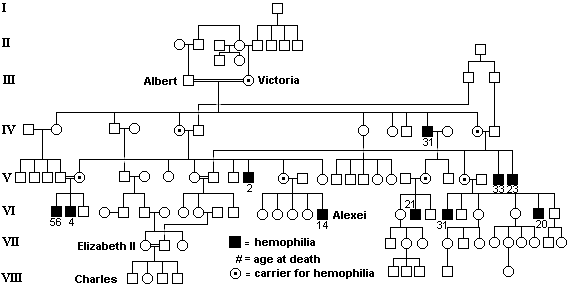 I
II
III
Albert
Victoria
IV
31
V
2
33
23
VI
56
4
14
Alexei
21
31
20
VII
Elizabeth II
= hemophilia
# = age at death
= carrier for hemophilia
VIII
Charles